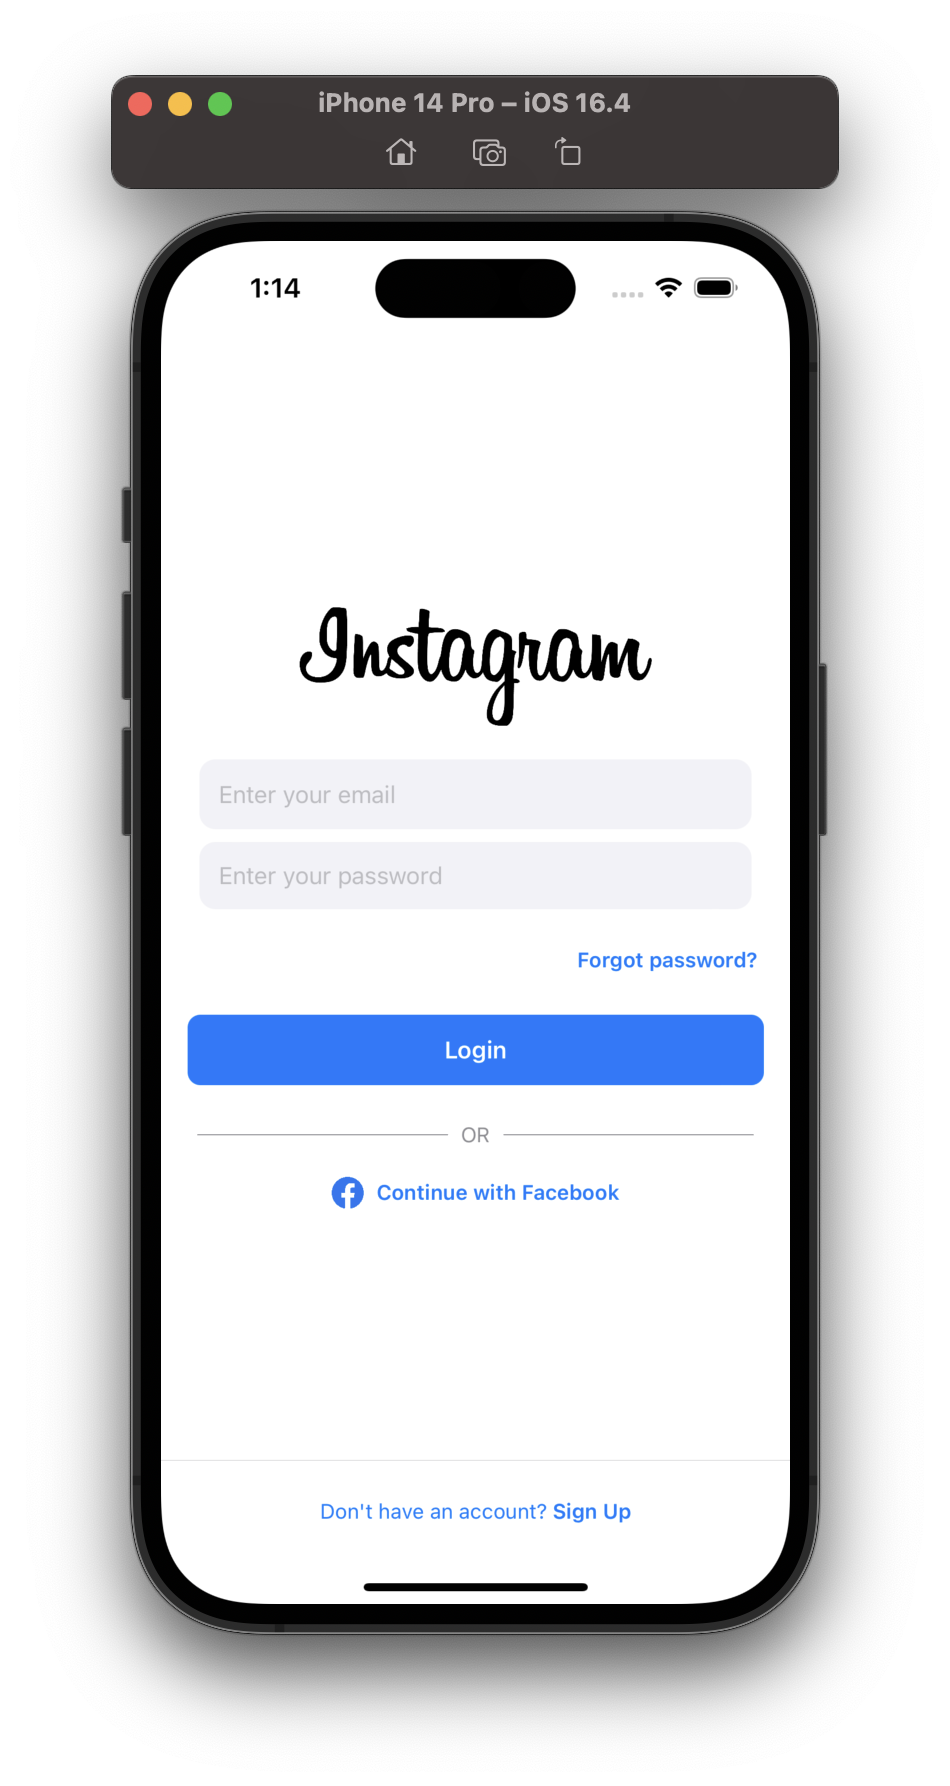 iPhone 14 Pro – iOS 16.4
1:14
Instagram
Enter your email
Enter your password
Forgot password?
Login
OR
Continue with Facebook
Don't have an account? Sign Up